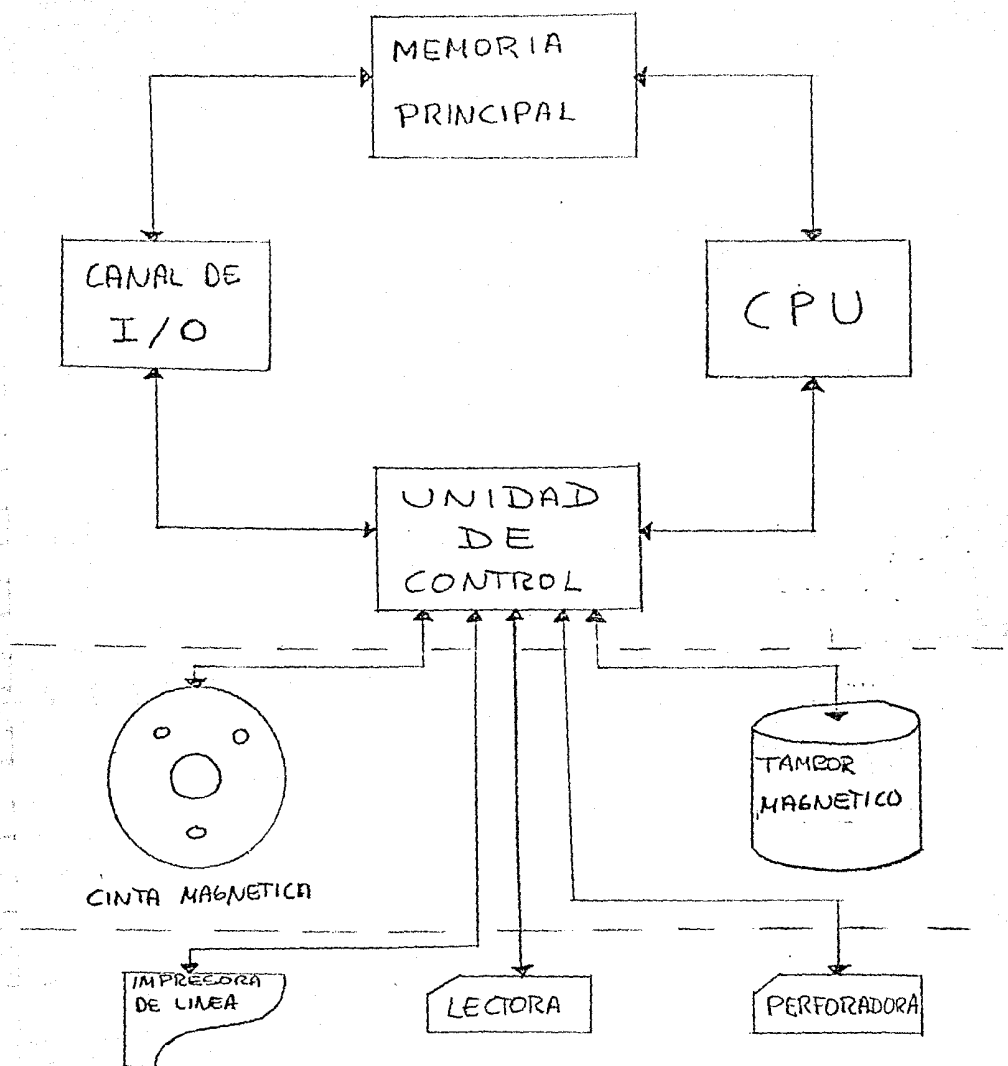 MEMORIA
PRINCIPAL
CANAL DE
I/O
CPU
UNIDAD
DE
CONTROL
TAMBOR
MAGNETICO
CINTA MAGNETICA
IMPRESORA
DE LINEA
LECTORA
PERFORADORA